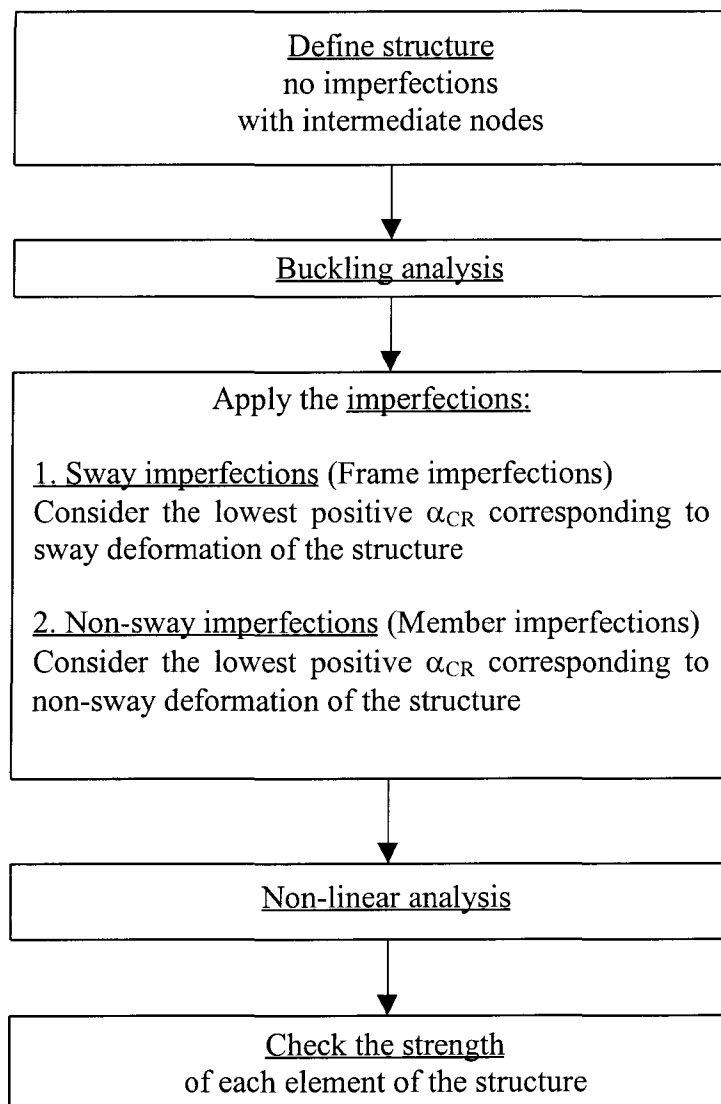 Define structure
no imperfections
with intermediate nodes
Buckling analysis
Apply the imperfections:
1. Sway imperfections (Frame imperfections)
Consider the lowest positive αCR corresponding to
sway deformation of the structure
2. Non-sway imperfections (Member imperfections)
Consider the lowest positive αCR corresponding to
non-sway deformation of the structure
Non-linear analysis
Check the strength
of each element of the structure